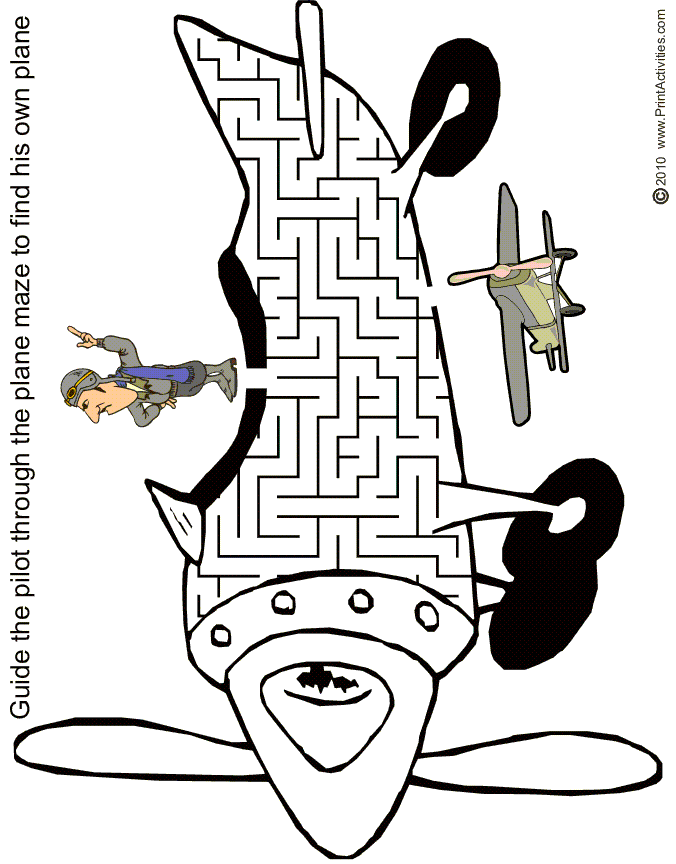 Guide the pilot through the plane maze to find his own plane
© 2010 www.PrintActivities.com